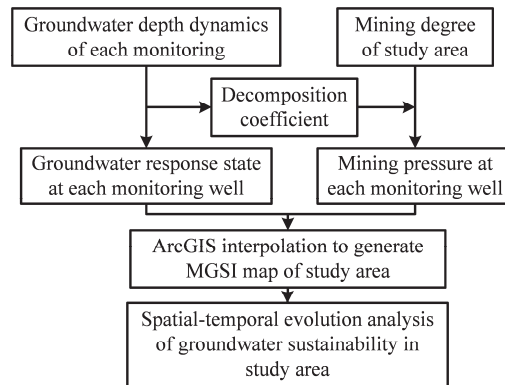 Groundwater depth dynamics
of each monitoring
Mining degree
of study area
Decomposition
coefficient
Groundwater response state
at each monitoring well
Mining pressure at
each monitoring well
ArcGIS interpolation to generate
MGSI map of study area
Spatial-temporal evolution analysis
of groundwater sustainability in
study area